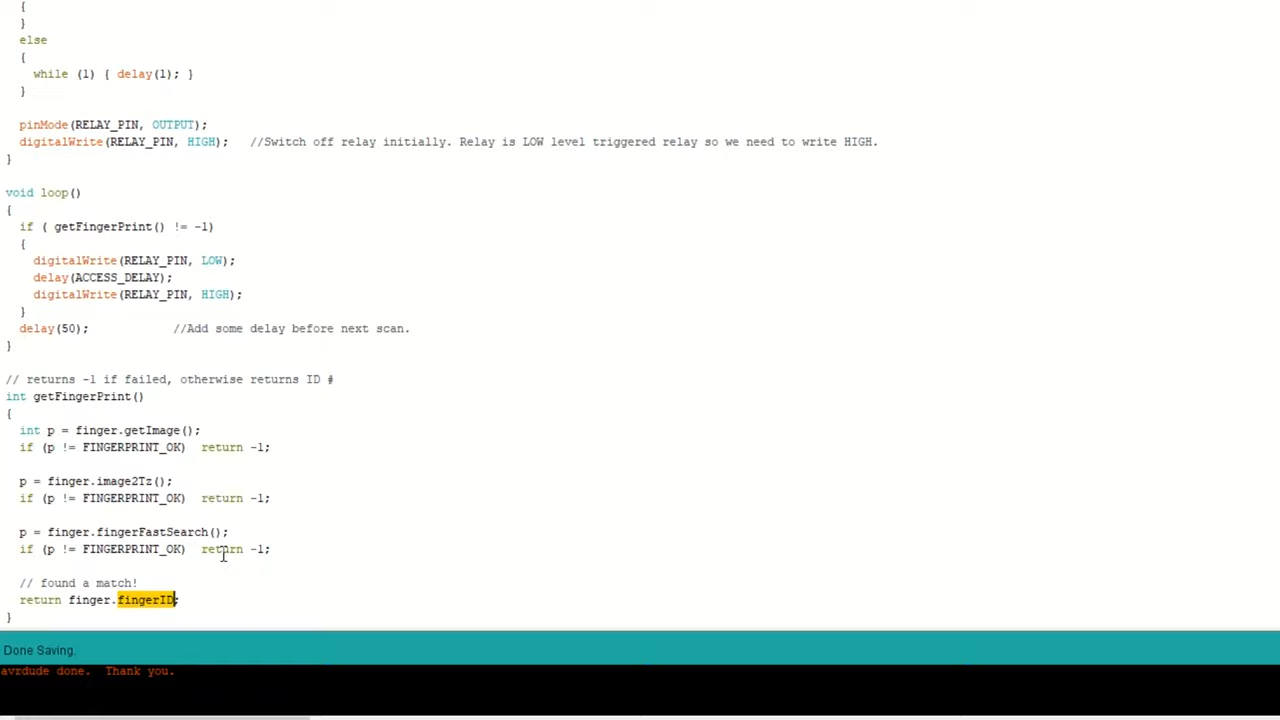 {
}
else
{
while (1) { delay(1); }
}
pinMode(RELAY_PIN, OUTPUT);
digitalWrite(RELAY_PIN, HIGH); //Switch off relay initially. Relay is LOW level triggered relay so we need to write HIGH.
}
void loop()
{
if ( getFingerPrint() != -1)
{
digitalWrite(RELAY_PIN, LOW);
delay(ACCESS_DELAY);
digitalWrite(RELAY_PIN, HIGH);
}
delay(50); //Add some delay before next scan.
}
// returns -1 if failed, otherwise returns ID #
int getFingerPrint()
{
int p = finger.getImage();
if (p != FINGERPRINT_OK) return -1;
p = finger.image2Tz();
if (p != FINGERPRINT_OK) return -1;
p = finger.fingerFastSearch();
if (p != FINGERPRINT_OK) return -1;
// found a match!
return finger.fingerID;
}
Done Saving.
avrdude done. Thank you.